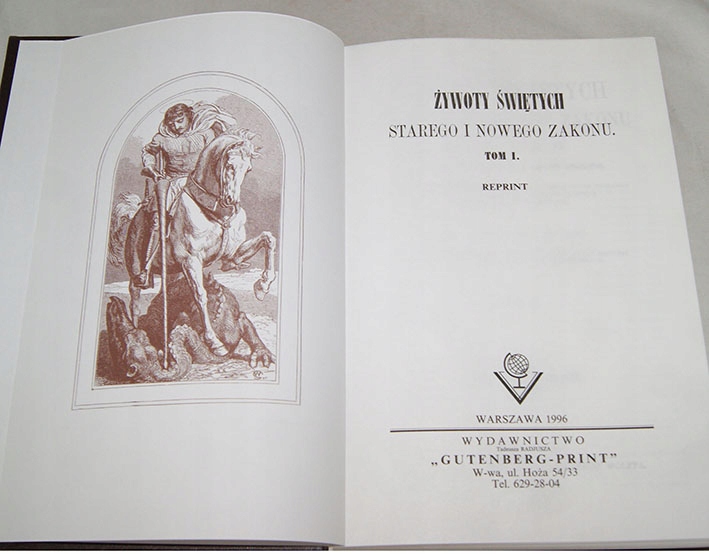 ŻYWOTY ŚWIĘTYCH
STAREGO I NOWEGO ZAKONU.
TOM I.
REPRINT
WARSZAWA 1996
WYDAWNICTWO
Tadeusza RADIUSZA
„GUTENBERG-PRINT"
W-wa, ul. Hoża 54/33
Tel. 629-28-04